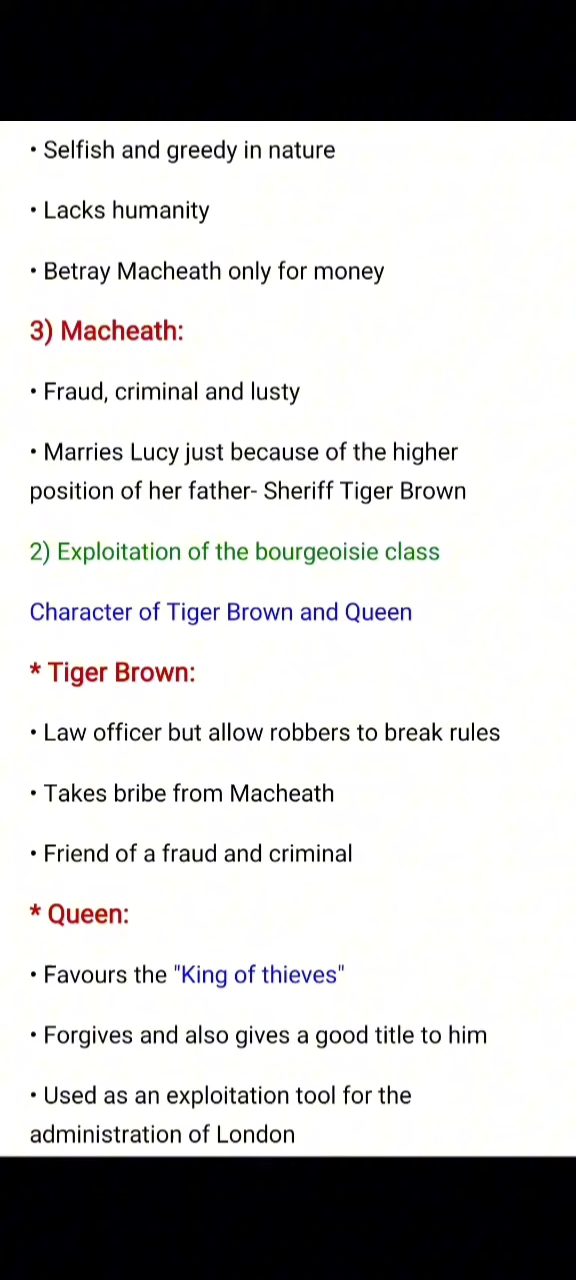 • Selfish and greedy in nature
• Lacks humanity
• Betray Macheath only for money
3) Macheath:
• Fraud, criminal and lusty
• Marries Lucy just because of the higher
position of her father- Sheriff Tiger Brown
2) Exploitation of the bourgeoisie class
Character of Tiger Brown and Queen
* Tiger Brown:
• Law officer but allow robbers to break rules
• Takes bribe from Macheath
• Friend of a fraud and criminal
* Queen:
• Favours the "King of thieves"
• Forgives and also gives a good title to him
• Used as an exploitation tool for the
administration of London